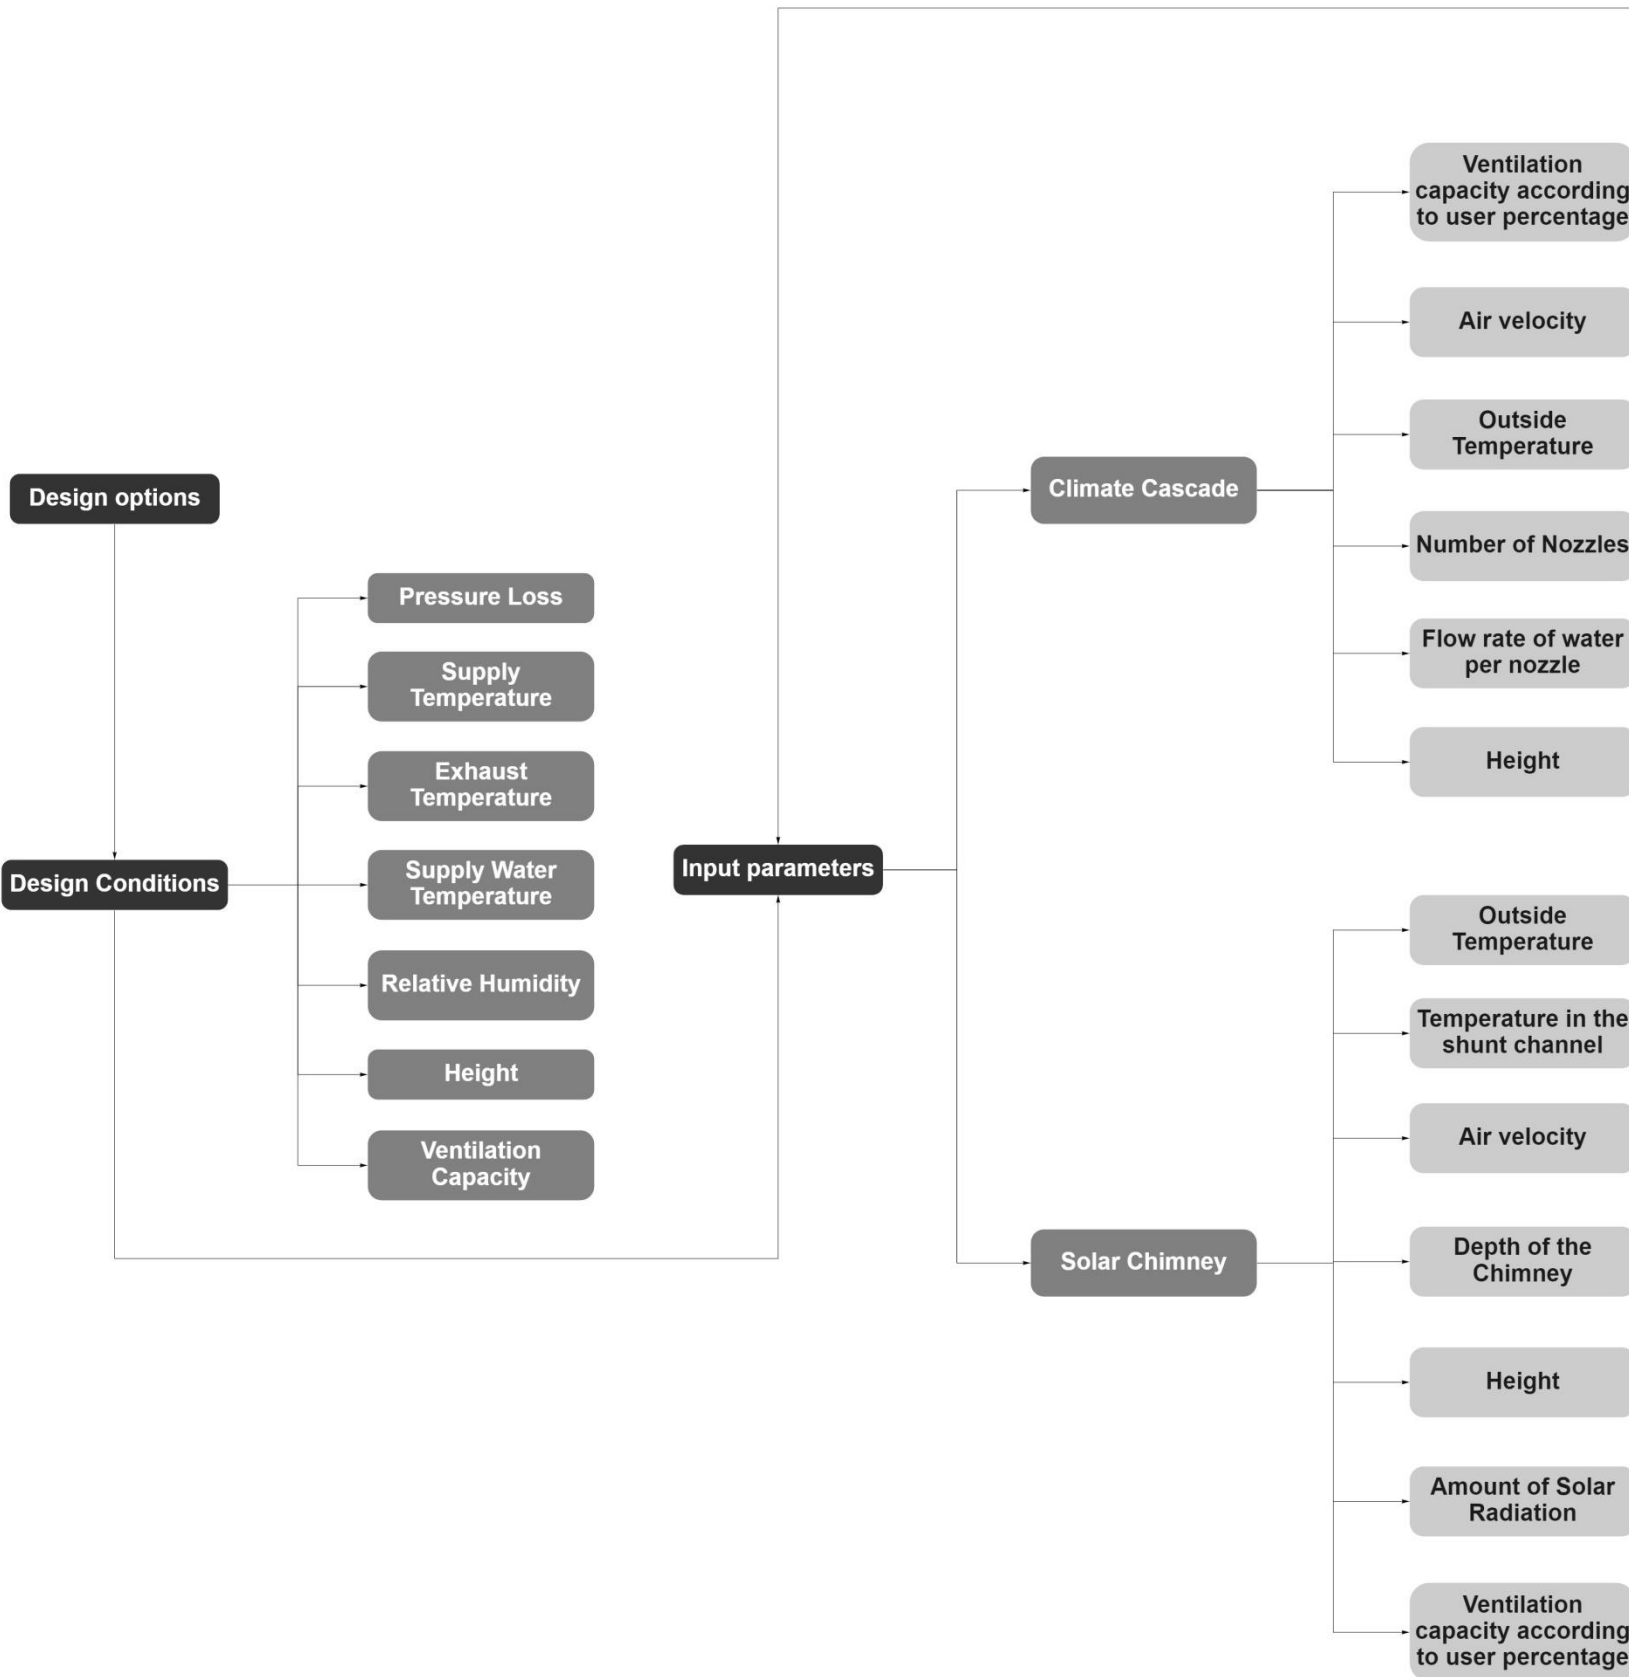 Design options
Design Conditions
Pressure Loss
Supply
Temperature
Exhaust
Temperature
Supply Water
Temperature
Relative Humidity
Height
Ventilation
Capacity
Input parameters
Climate Cascade
Ventilation
capacity according
to user percentage
Air velocity
Outside
Temperature
Number of Nozzles
Flow rate of water
per nozzle
Height
Solar Chimney
Outside
Temperature
Temperature in the
shunt channel
Air velocity
Depth of the
Chimney
Height
Amount of Solar
Radiation
Ventilation
capacity according
to user percentage